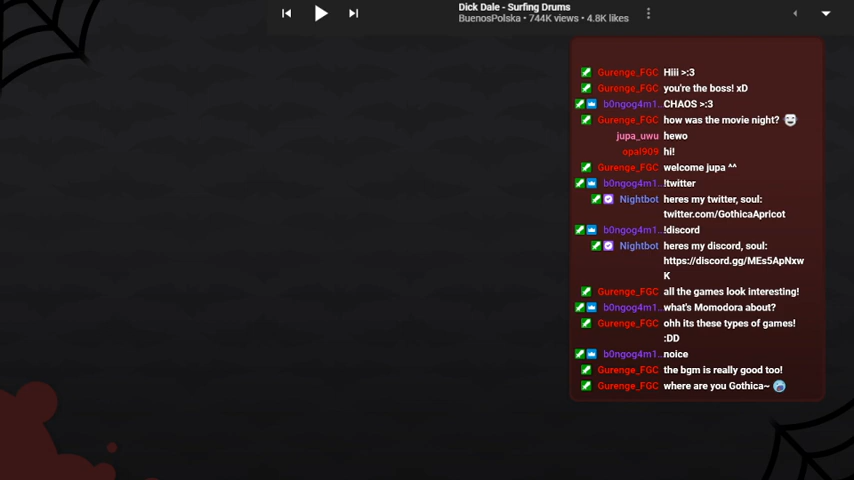 Dick Dale - Surfing Drums
BuenosPolska • 744K views • 4.8K likes
Gurenge_FGC Hiii >:3
Gurenge_FGC you're the boss! xD
b0ngog4m1... CHAOS >:3
Gurenge_FGC how was the movie night?
jupa_uwu hewo
opal909 hi!
Gurenge_FGC welcome jupa ^^
b0ngog4m1... !twitter
Nightbot heres my twitter, soul:
twitter.com/GothicaApricot
b0ngog4m1... !discord
Nightbot heres my discord, soul:
https://discord.gg/MEs5ApNxw
K
Gurenge_FGC all the games look interesting!
b0ngog4m1... what's Momodora about?
Gurenge_FGC ohh its these types of games!
:DD
b0ngog4m1... noice
Gurenge_FGC the bgm is really good too!
Gurenge_FGC where are you Gothica~